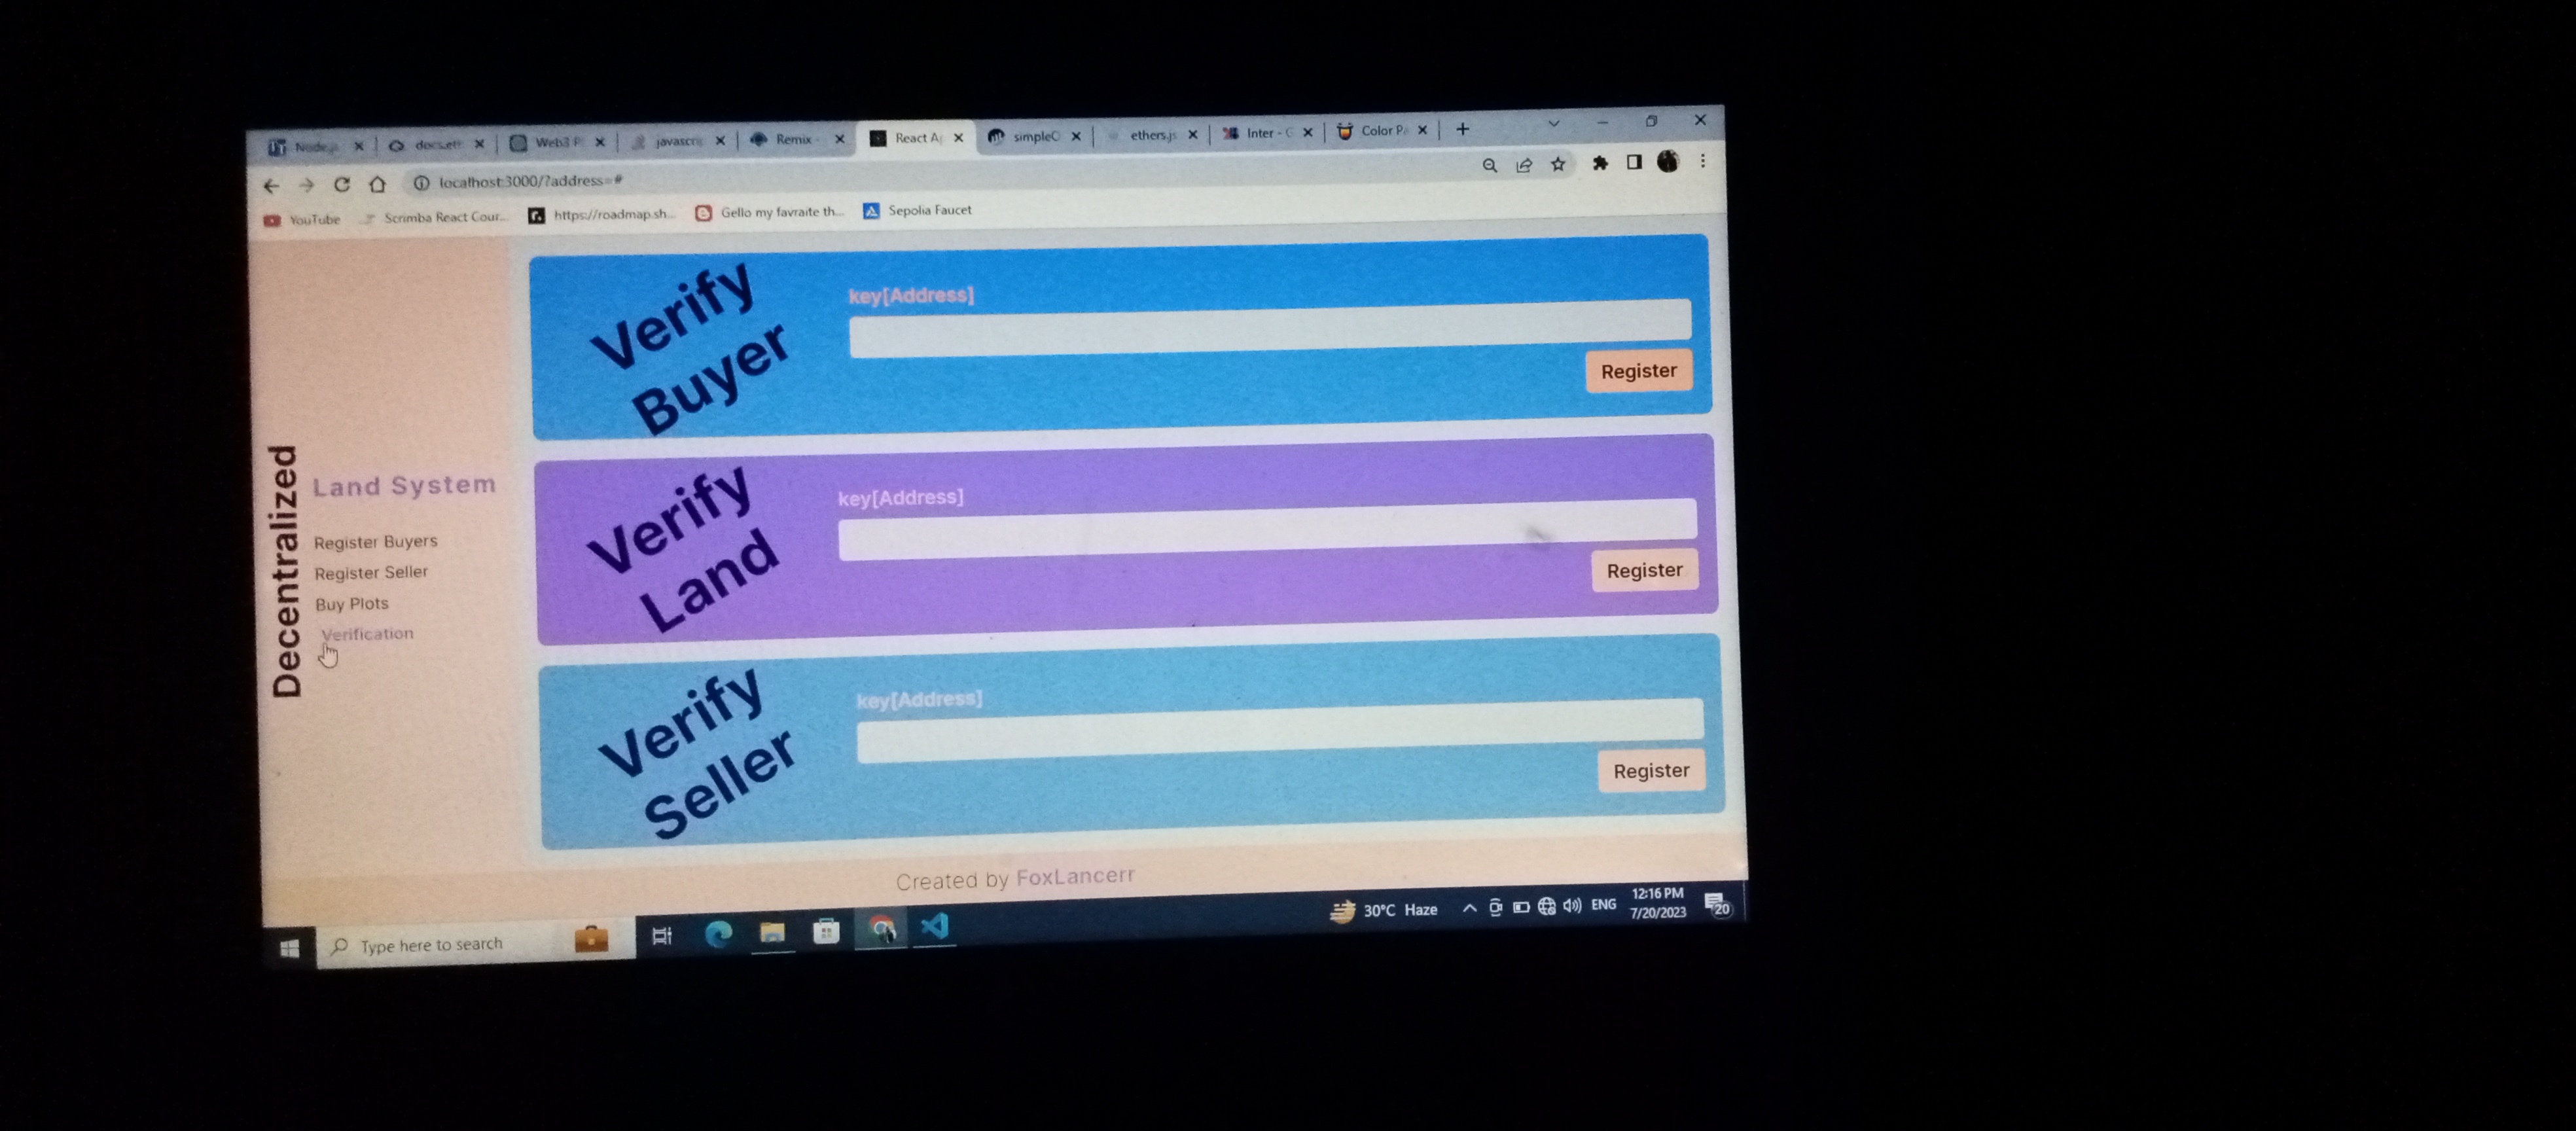 Node.js
docs.et
Web3 P
javascrip
Remix -
React A
simpleC
ethers.js
Inter - G
Color Pa
localhost:3000/?address=#
YouTube
Scrimba React Cour...
https://roadmap.sh...
Gello my favraite th...
Sepolia Faucet
Decentralized
Land System
Register Buyers
Register Seller
Buy Plots
Verification
Verify
Buyer
key[Address]
Register
Verify
Land
key[Address]
Register
Verify
Seller
key[Address]
Register
Created by FoxLancerr
Type here to search
30°C Haze
ENG
12:16 PM
7/20/2023
20